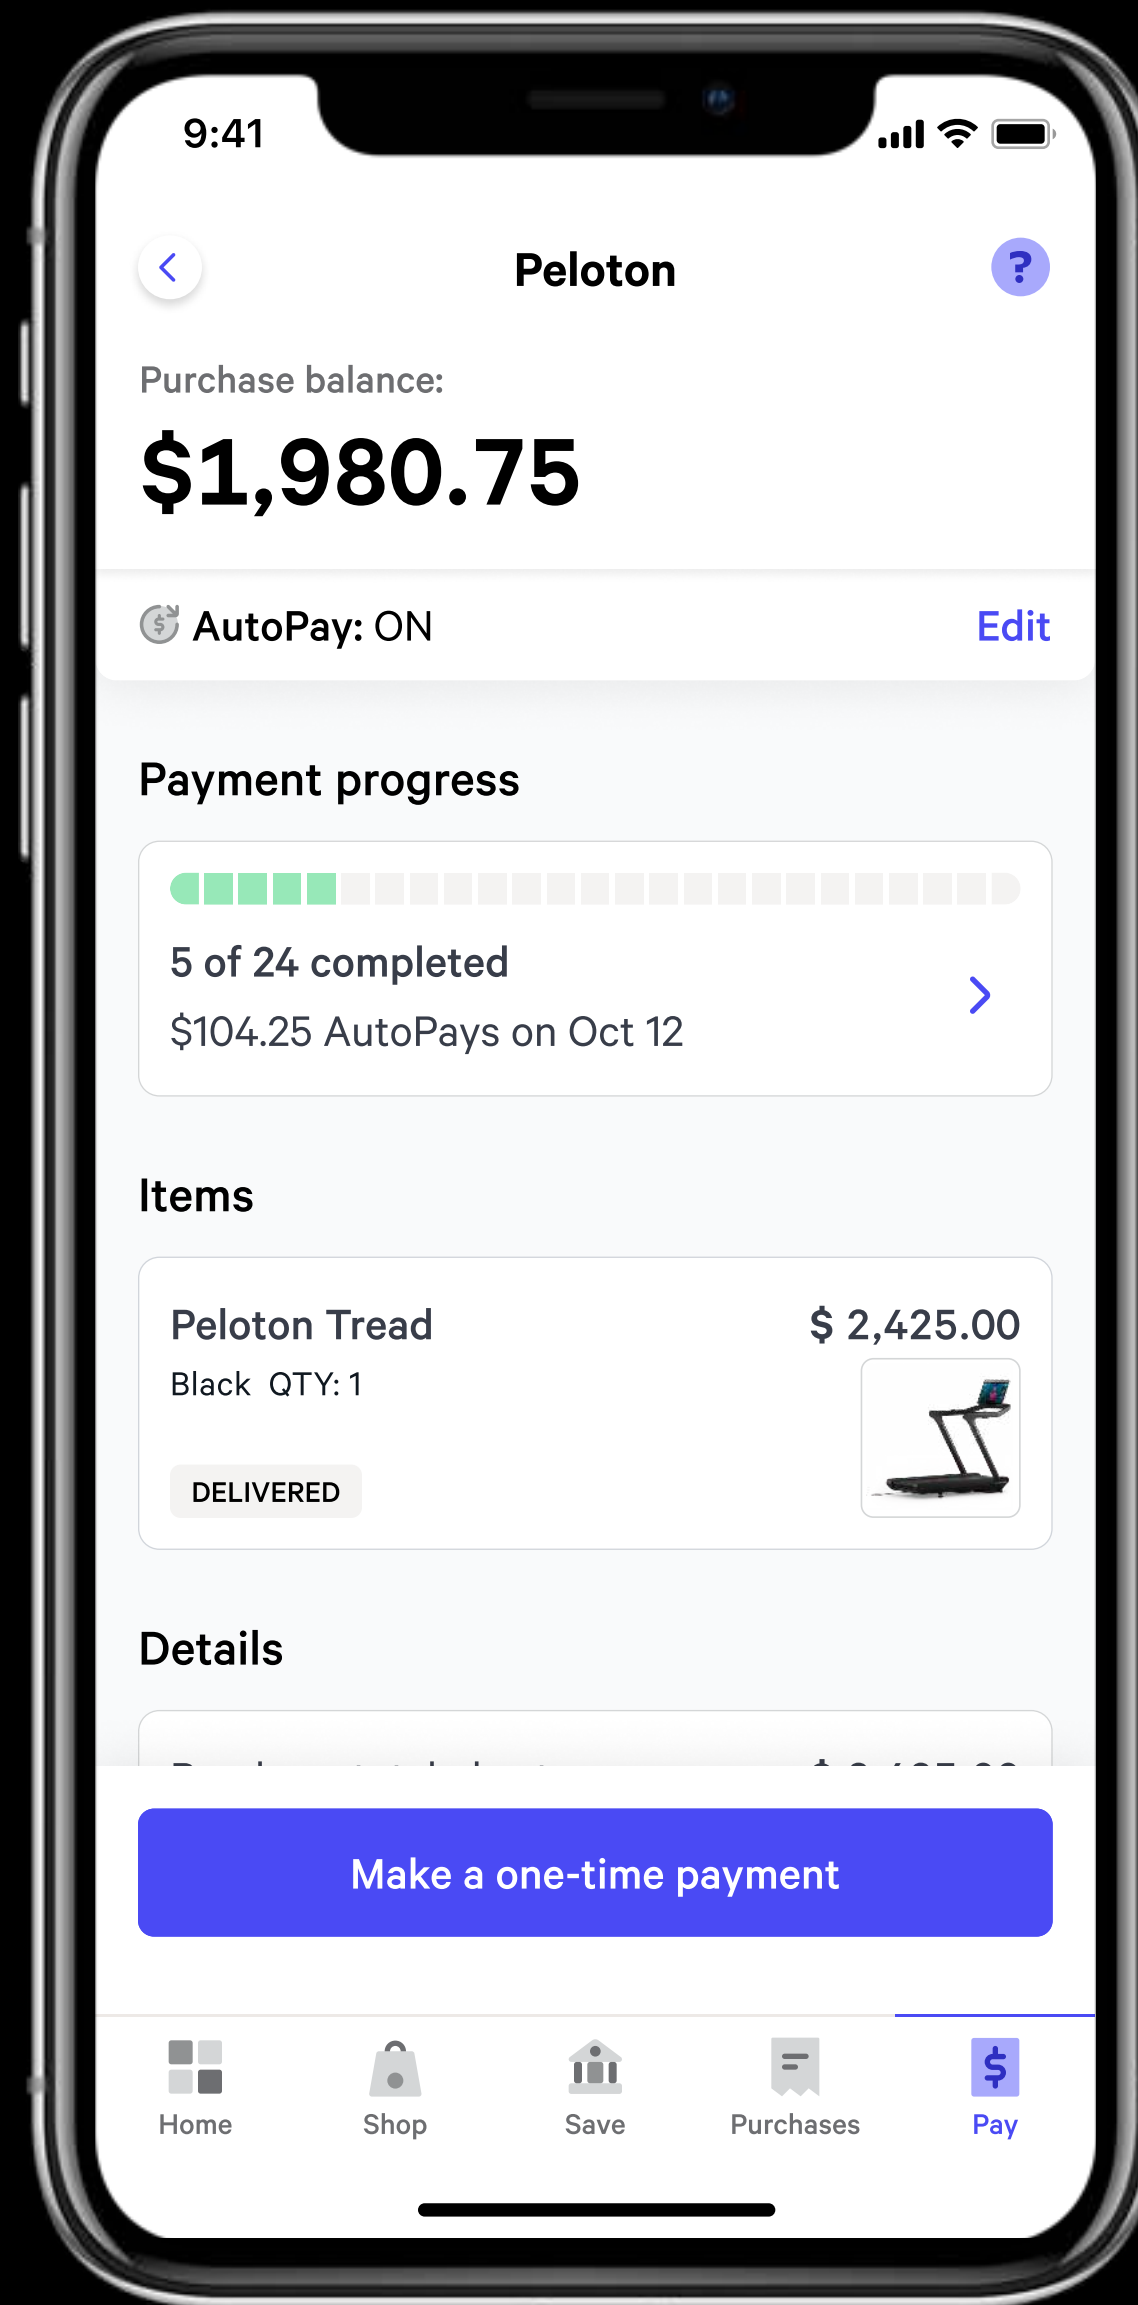 9:41
Peloton
?
Purchase balance:
$1,980.75
AutoPay: ON
Edit
Payment progress
5 of 24 completed
$104.25 AutoPays on Oct 12
Items
Peloton Tread
$ 2,425.00
Black QTY: 1
DELIVERED
Details
Make a one-time payment
Home
Shop
Save
Purchases
Pay